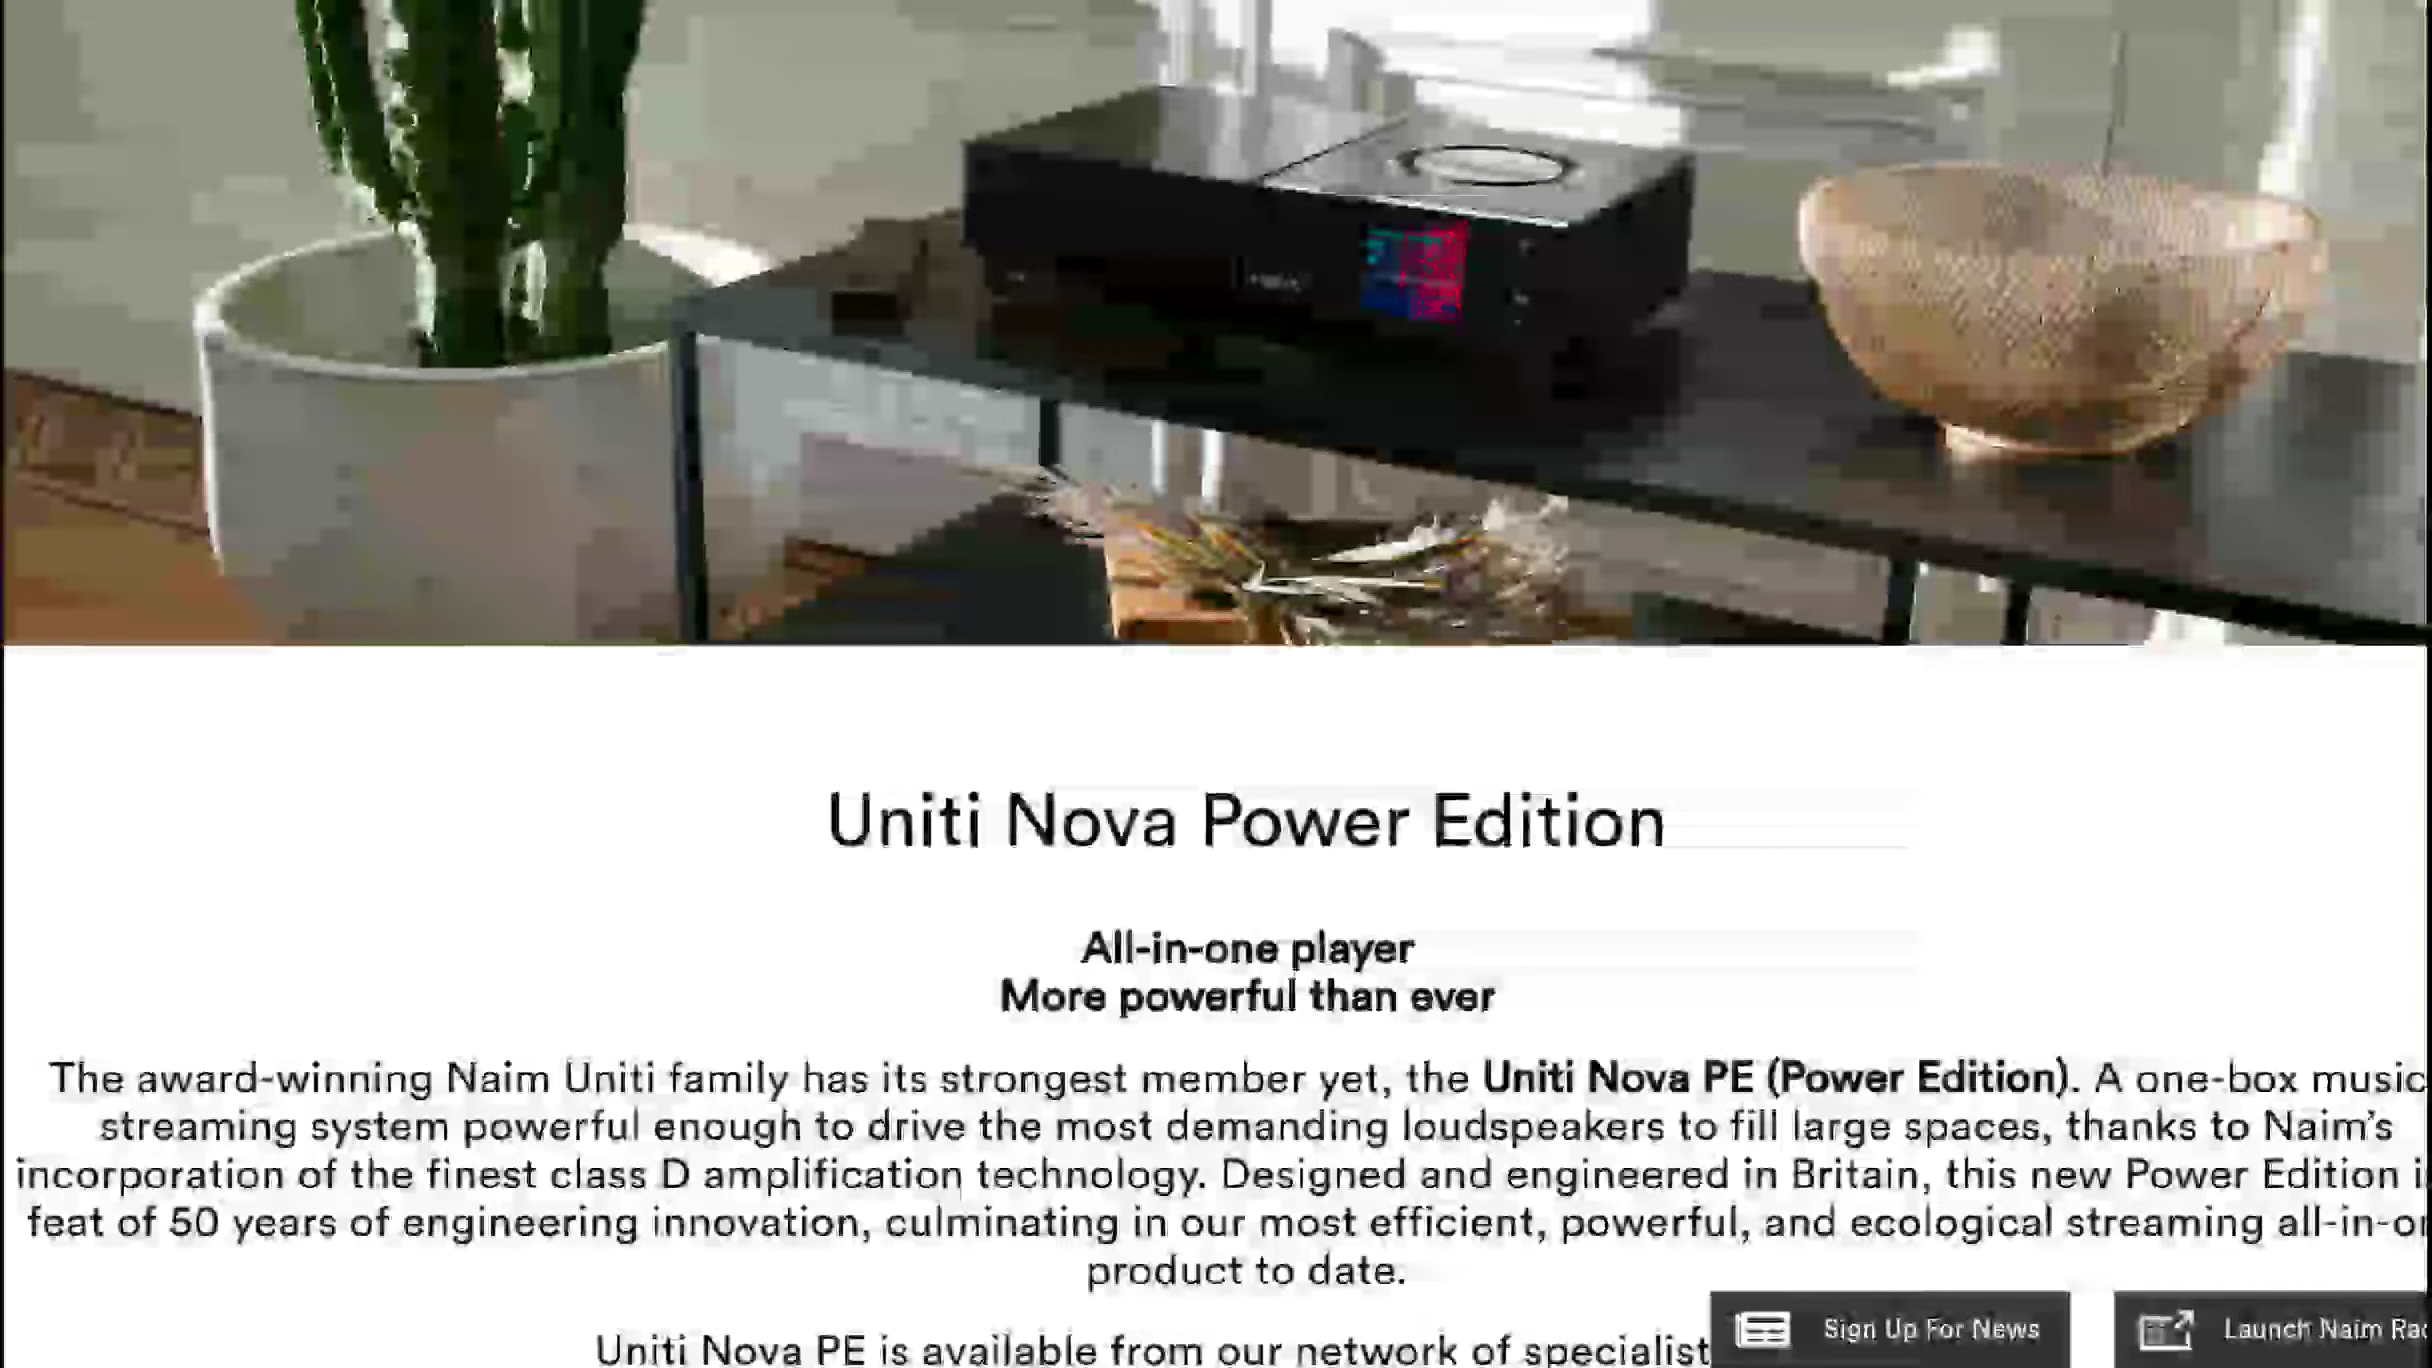 Uniti Nova Power Edition
All-in-one player
More powerful than ever
The award-winning Naim Uniti family has its strongest member yet, the Uniti Nova PE (Power Edition). A one-box music
streaming system powerful enough to drive the most demanding loudspeakers to fill large spaces, thanks to Naim's
incorporation of the finest class D amplification technology. Designed and engineered in Britain, this new Power Edition
feat of 50 years of engineering innovation, culminating in our most efficient, powerful, and ecological streaming
product to date.
Uniti Nova PE is available from our network of specialist
Sign Up For News
Launch Naim